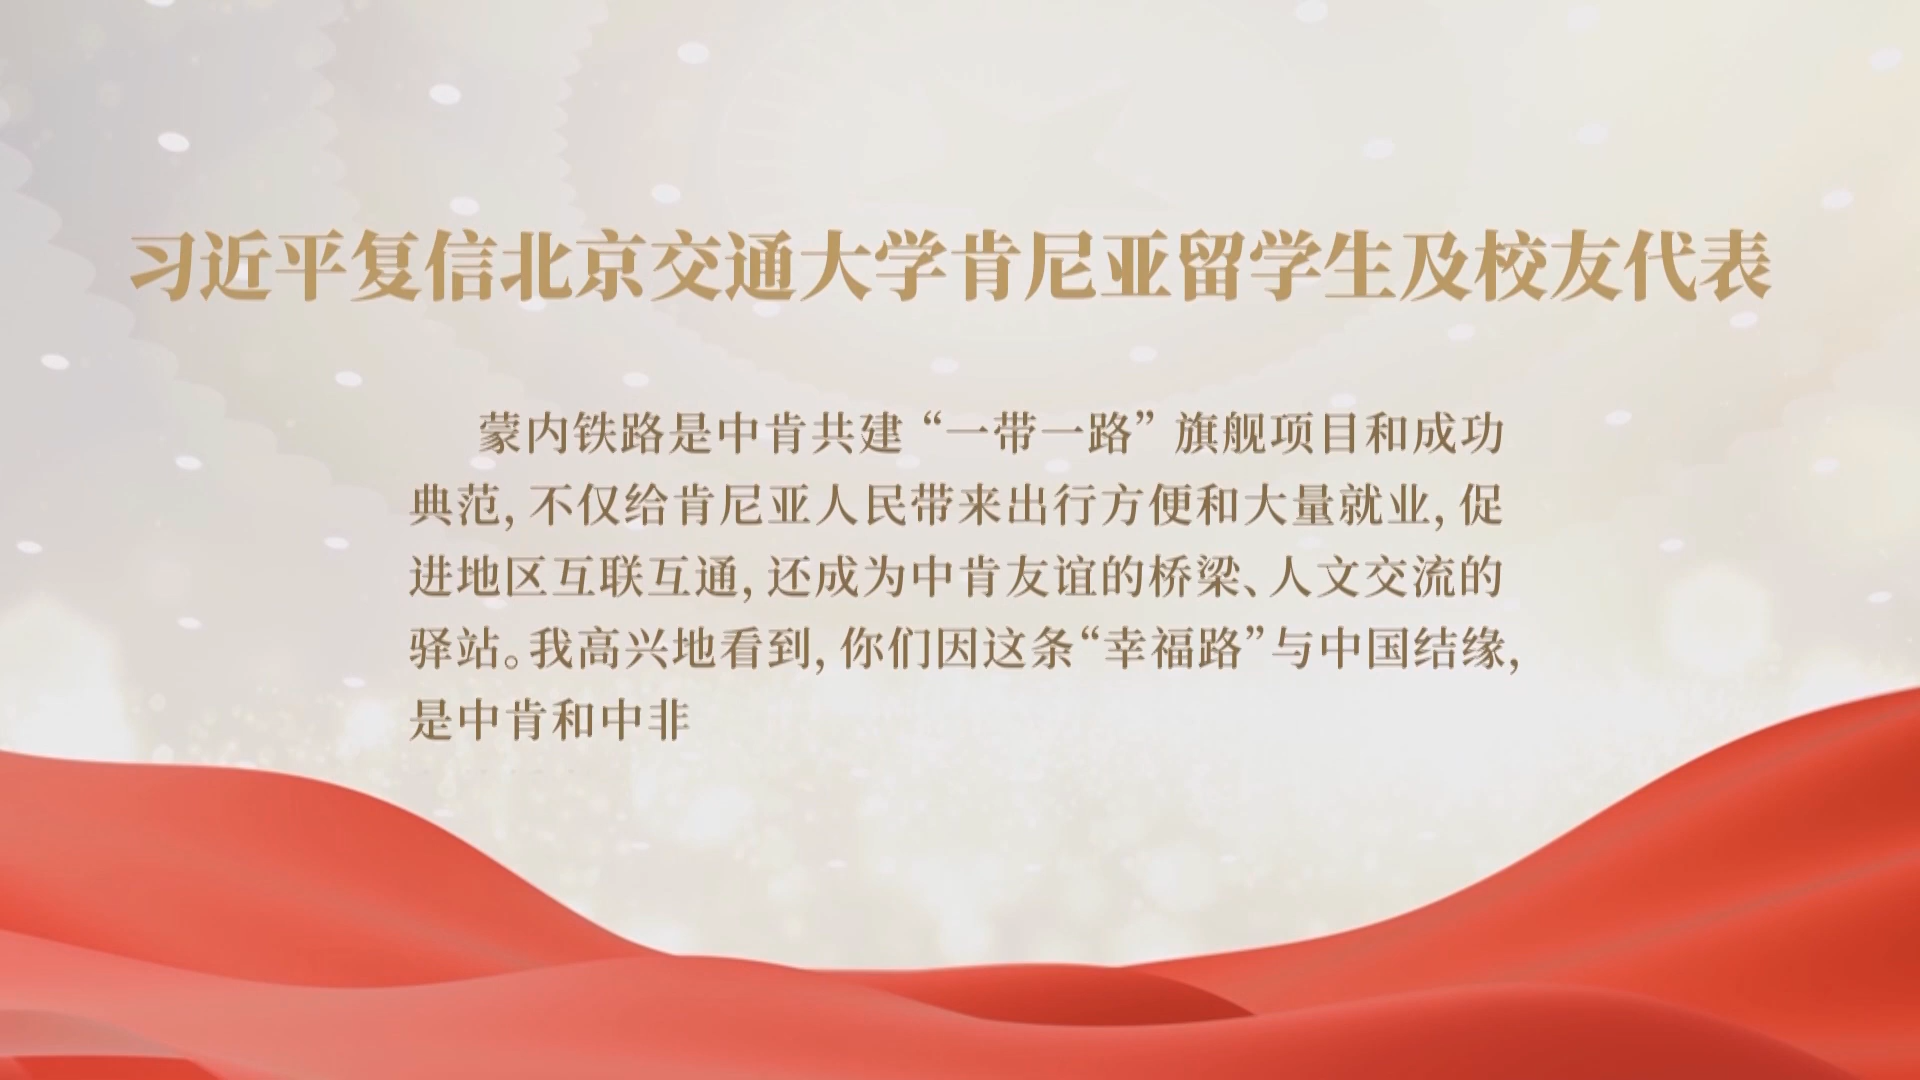 习近平复信北京交通大学肯尼亚留学生及校友代表
蒙内铁路是中肯共建“一带一路”旗舰项目和成功
典范，不仅给肯尼亚人民带来出行方便和大量就业，促
进地区互联互通，还成为中肯友谊的桥梁、人文交流的
驿站。我高兴地看到，你们因这条“幸福路”与中国结缘，
是中肯和中非